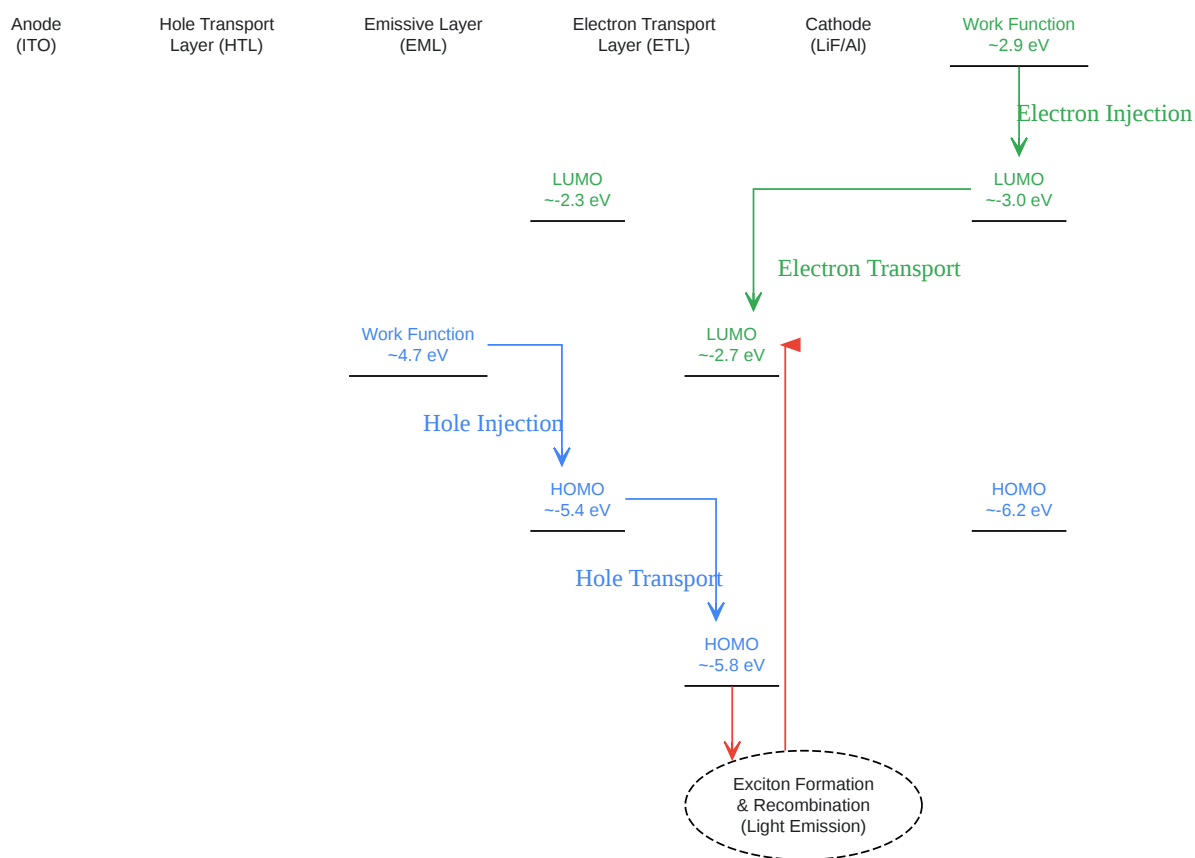 Anode
(ITO)
Hole Transport
Layer (HTL)
Emissive Layer
(EML)
Electron Transport
Layer (ETL)
Cathode
(LiF/Al)
Work Function
~2.9 eV
Electron Injection
LUMO
~-2.3 eV
LUMO
~-3.0 eV
Electron Transport
Work Function
~4.7 eV
LUMO
~-2.7 eV
Hole Injection
HOMO
~-5.4 eV
HOMO
~-6.2 eV
Hole Transport
HOMO
~-5.8 eV
Exciton Formation
& Recombination
(Light Emission)